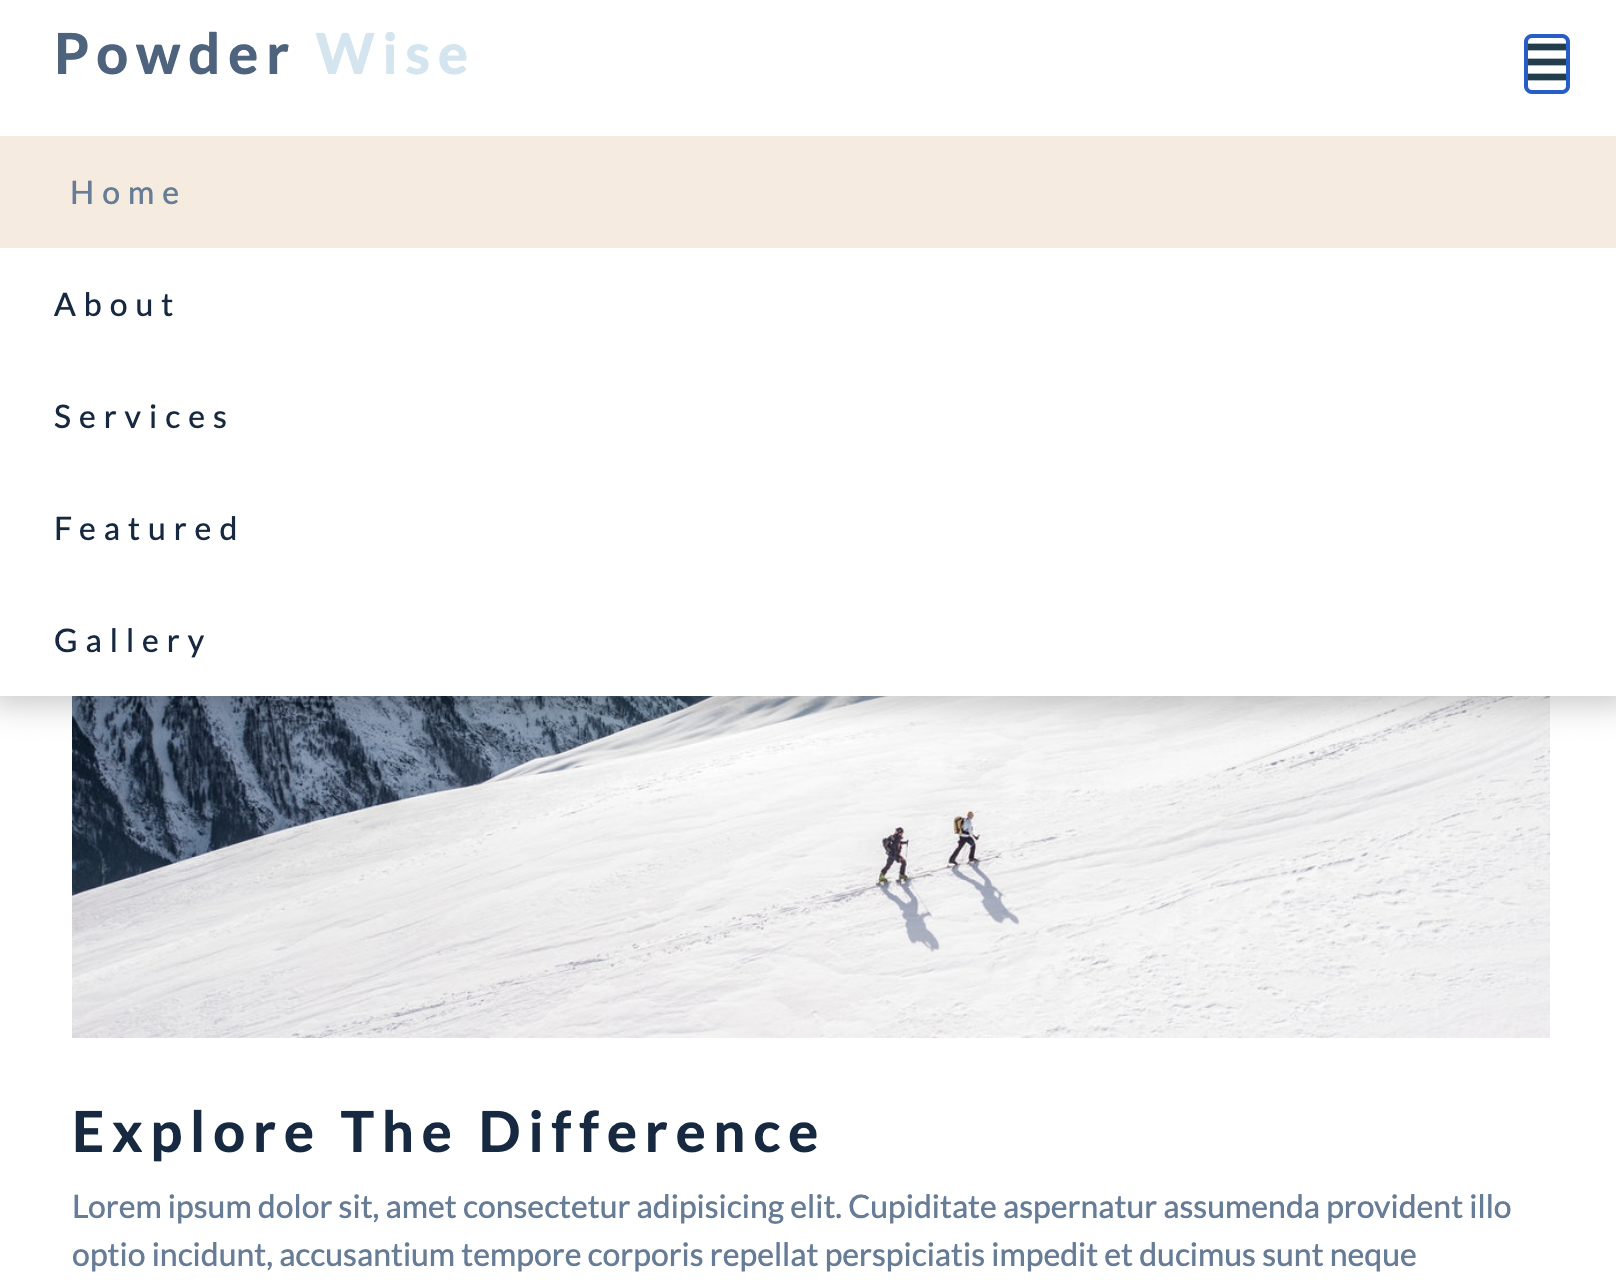 Powder Wise
Home
About
Services
Featured
Gallery
Explore The Difference
Lorem ipsum dolor sit, amet consectetur adipisicing elit. Cupiditate aspernatur assumenda provident illo
optio incidunt, accusantium tempore corporis repellat perspiciatis impedit et ducimus sunt neque